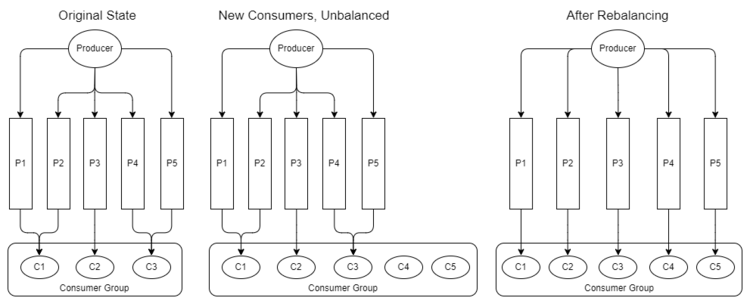 Original State
New Consumers, Unbalanced
After Rebalancing
Producer
Producer
Producer
P1
P2
P3
P4
P5
P1
P2
P3
P4
P5
P1
P2
P3
P4
P5
C1
C2
C3
C1
C2
C3
C4
C5
C1
C2
C3
C4
C5
Consumer Group
Consumer Group
Consumer Group